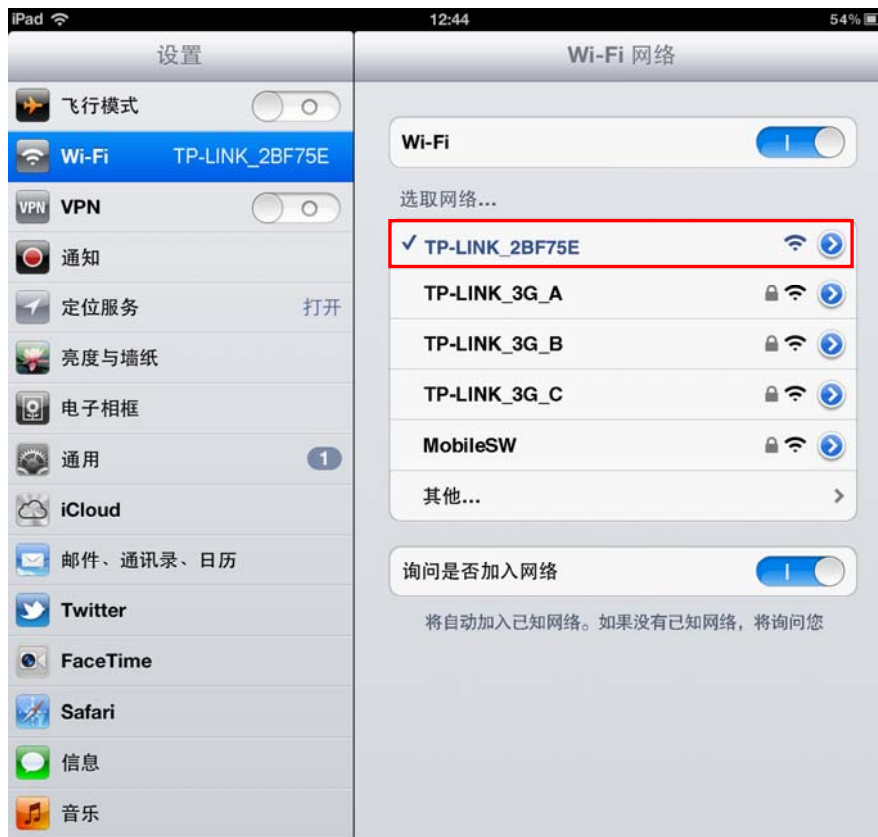 iPad 12:44 54%
设置
飞行模式
Wi-Fi TP-LINK_2BF75E
VPN VPN
通知
定位服务 打开
亮度与墙纸
电子相框
通用 1
iCloud
邮件、通讯录、日历
Twitter
FaceTime
Safari
信息
音乐
Wi-Fi 网络
Wi-Fi
选取网络...
TP-LINK_2BF75E
TP-LINK_3G_A
TP-LINK_3G_B
TP-LINK_3G_C
MobileSW
其他...
询问是否加入网络
将自动加入已知网络。如果没有已知网络，将询问您